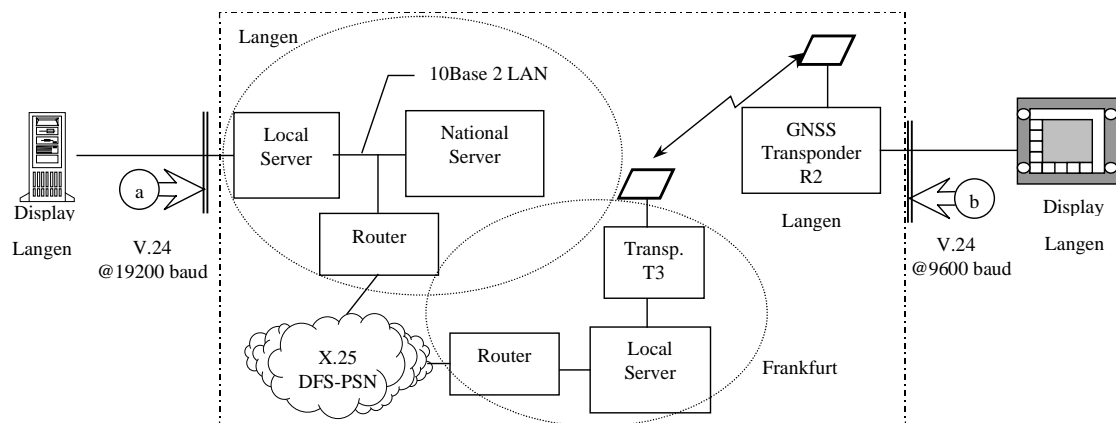 Langen
10Base 2 LAN
Local
Server
National
Server
Router
GNSS
Transponder
R2
Langen
a
Display
Langen
V.24
@19200 baud
b
Display
Langen
V.24
@9600 baud
Transp.
T3
X.25
DFS-PSN
Router
Local
Server
Frankfurt